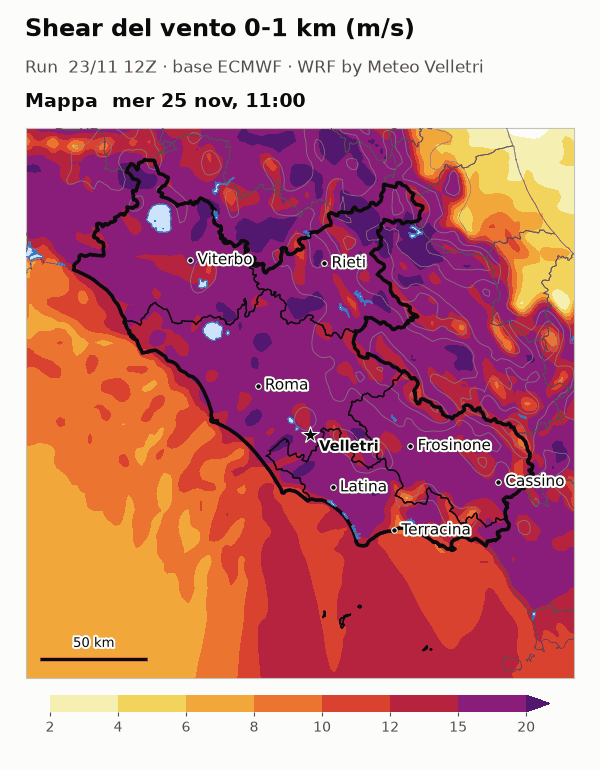 Shear del vento 0-1 km (m/s)
Run  23/11 12Z · base ECMWF · WRF by Meteo Velletri
Mappa  mer 25 nov, 11:00
Viterbo
Rieti
Roma
Velletri
Frosinone
Latina
Cassino
Terracina
50 km
2 4 6 8 10 12 15 20